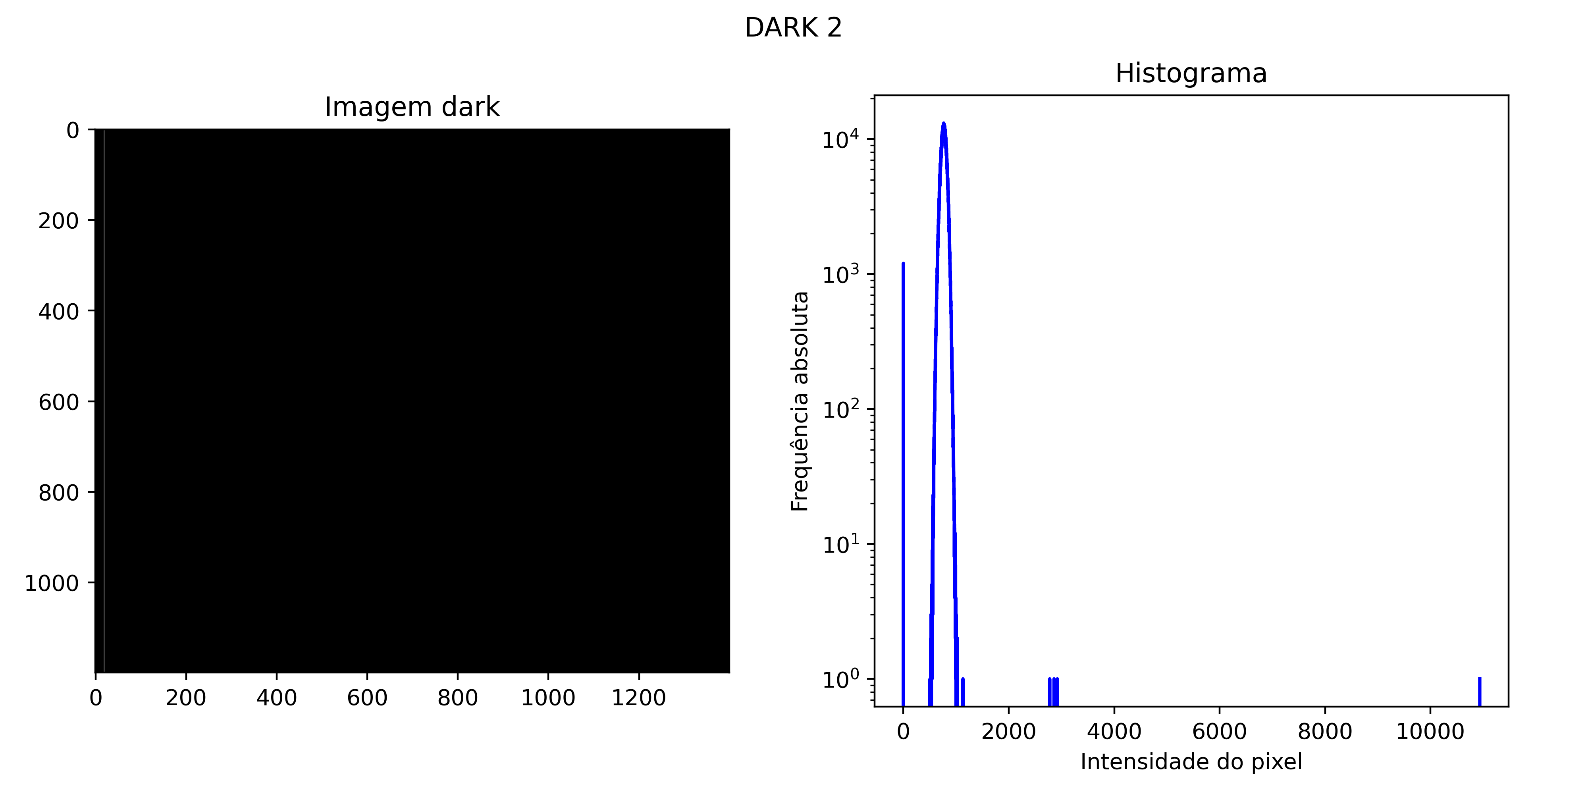 DARK 2
Imagem dark
0
200
400
600
800
1000
0 200 400 600 800 1000 1200
Histograma
Frequência absoluta
10⁴
10³
10²
10¹
10⁰
0 2000 4000 6000 8000 10000
Intensidade do pixel